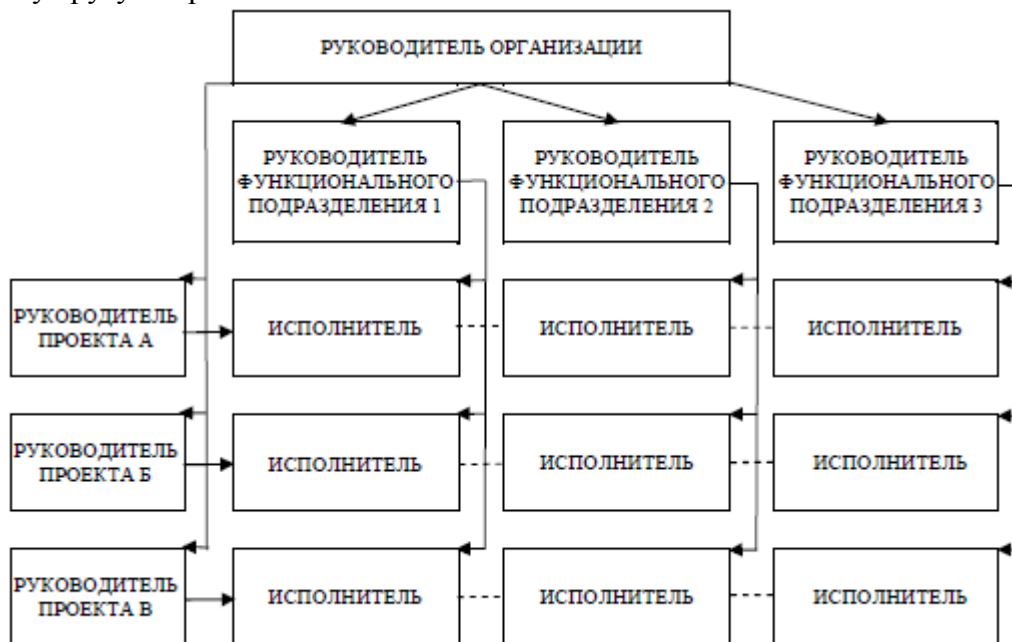 РУКОВОДИТЕЛЬ ОРГАНИЗАЦИИ
РУКОВОДИТЕЛЬ
ФУНКЦИОНАЛЬНОГО
ПОДРАЗДЕЛЕНИЯ 1
РУКОВОДИТЕЛЬ
ФУНКЦИОНАЛЬНОГО
ПОДРАЗДЕЛЕНИЯ 2
РУКОВОДИТЕЛЬ
ФУНКЦИОНАЛЬНОГО
ПОДРАЗДЕЛЕНИЯ 3
РУКОВОДИТЕЛЬ
ПРОЕКТА А
ИСПОЛНИТЕЛЬ
ИСПОЛНИТЕЛЬ
ИСПОЛНИТЕЛЬ
РУКОВОДИТЕЛЬ
ПРОЕКТА Б
ИСПОЛНИТЕЛЬ
ИСПОЛНИТЕЛЬ
ИСПОЛНИТЕЛЬ
РУКОВОДИТЕЛЬ
ПРОЕКТА В
ИСПОЛНИТЕЛЬ
ИСПОЛНИТЕЛЬ
ИСПОЛНИТЕЛЬ